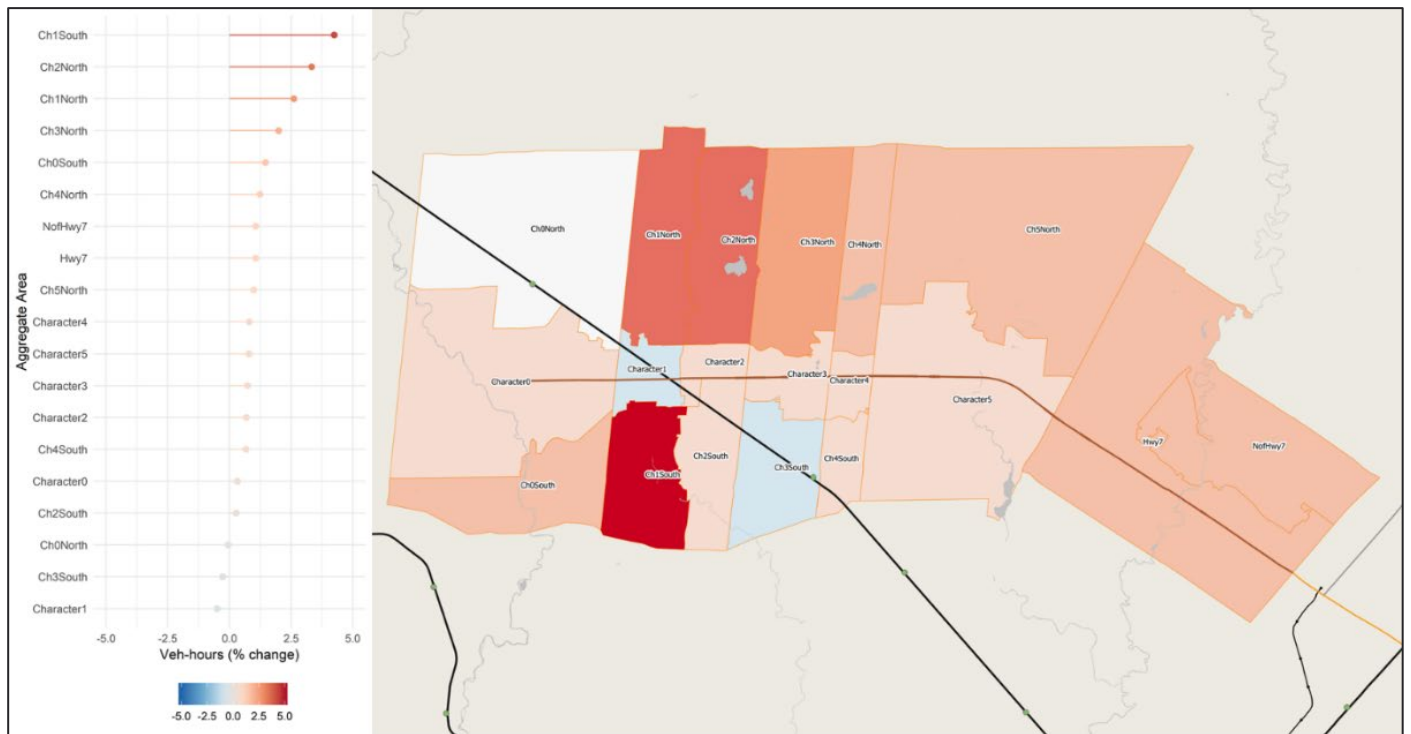 Ch1South
Ch2North
Ch1North
Ch3North
Ch0South
Ch4North
NofHwy7
Hwy7
Ch5North
Character4
Character5
Character3
Character2
Ch4South
Character0
Ch2South
Ch0North
Ch3South
Character1
Aggregate Area
-5.0 -2.5 0.0 2.5 5.0
Veh-hours (% change)
-5.0 -2.5 0.0 2.5 5.0
Ch0North
Ch1North
Ch2North
Ch3North
Ch4North
Ch5North
Character0
Character1
Character2
Character3
Character4
Character5
Hwy7
NofHwy7
Ch0South
Ch1South
Ch2South
Ch3South
Ch4South